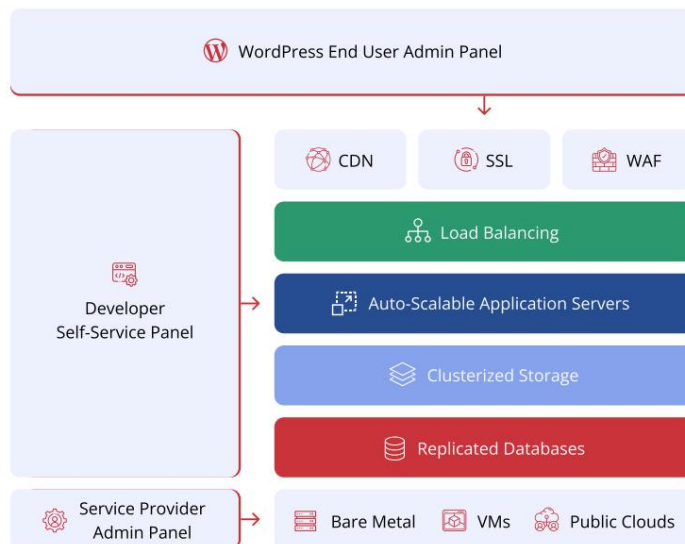 WordPress End User Admin Panel
CDN
SSL
WAF
Load Balancing
Developer
Self-Service Panel
Auto-Scalable Application Servers
Clusterized Storage
Replicated Databases
Service Provider
Admin Panel
Bare Metal
VMs
Public Clouds